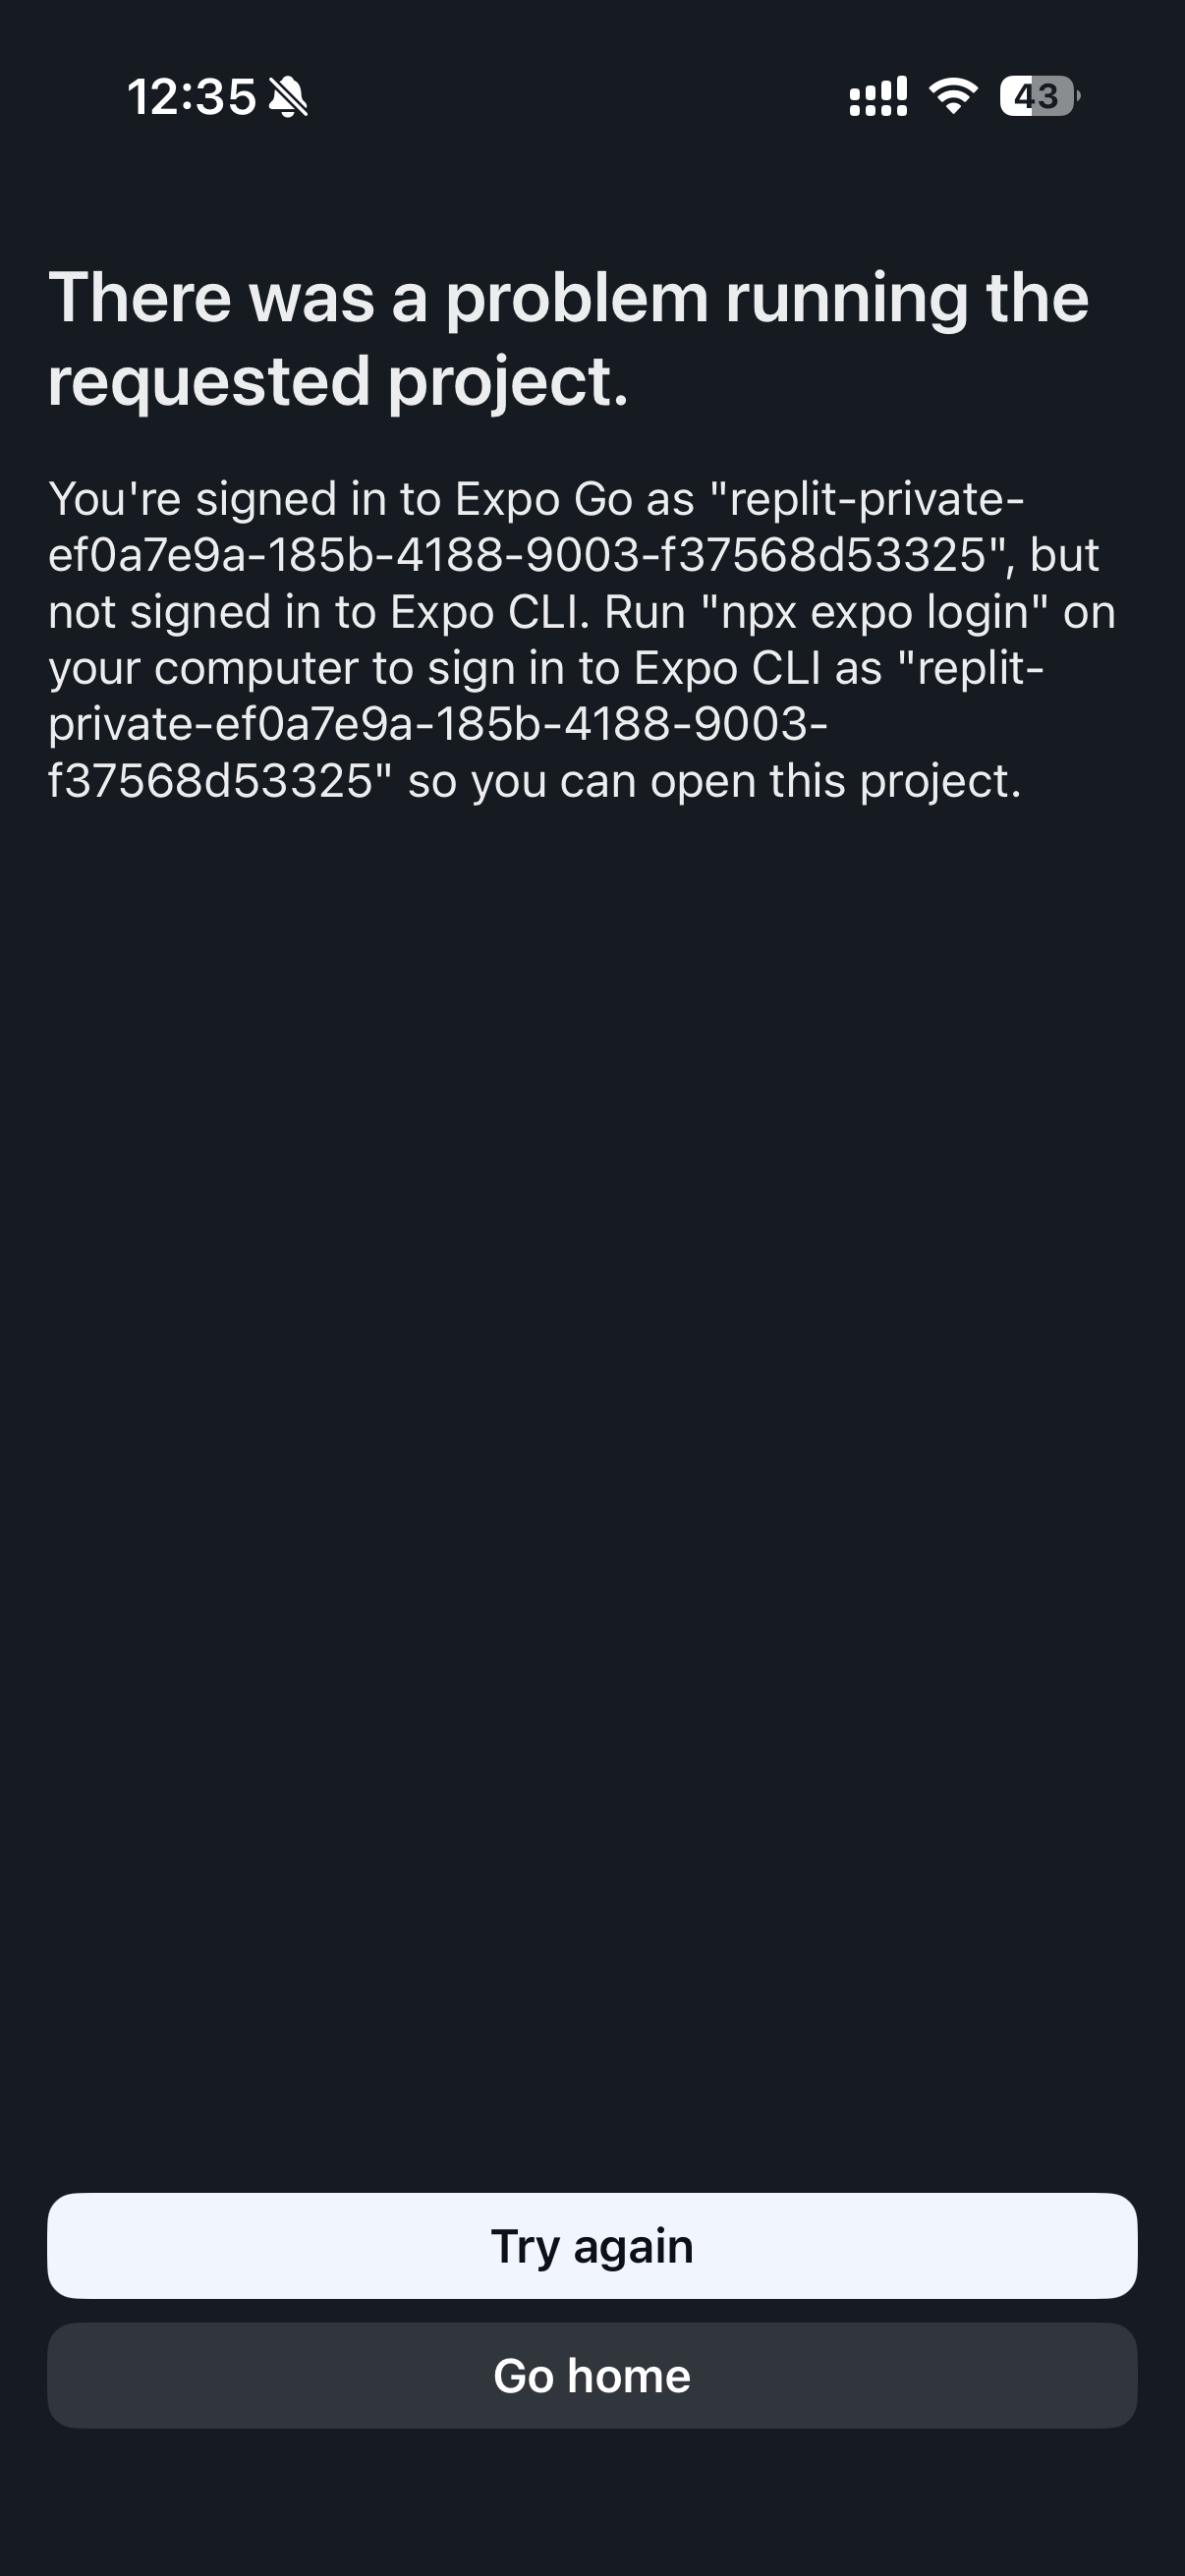 12:35
43
There was a problem running the
requested project.
You're signed in to Expo Go as "replit-private-
ef0a7e9a-185b-4188-9003-f37568d53325", but
not signed in to Expo CLI. Run "npx expo login" on
your computer to sign in to Expo CLI as "replit-
private-ef0a7e9a-185b-4188-9003-
f37568d53325" so you can open this project.
Try again
Go home